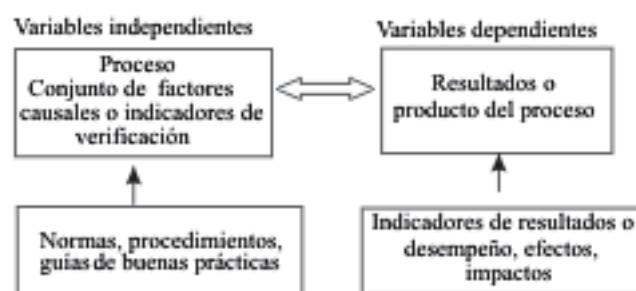 Variables independientes
Proceso
Conjunto de factores
causales o indicadores de
verificación
Variables dependientes
Resultados o
producto del proceso
Normas, procedimientos,
guías de buenas prácticas
Indicadores de resultados o
desempeño, efectos,
impactos